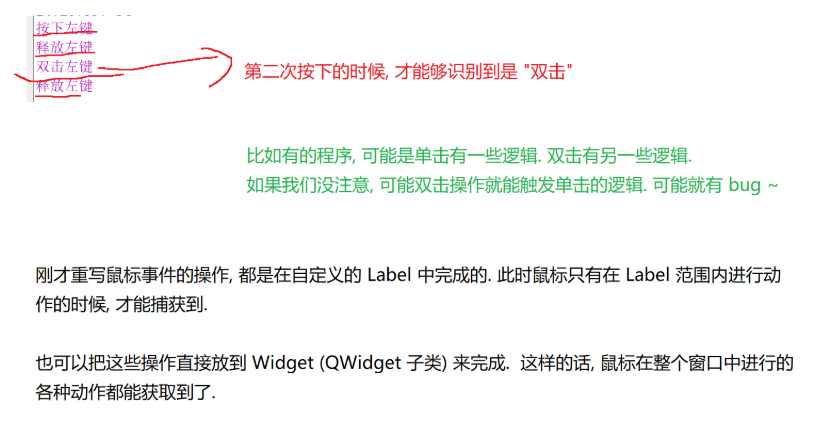 按下左键
释放左键
双击左键
释放左键
第二次按下的时候, 才能够识别到是 "双击"
比如有的程序, 可能是单击有一些逻辑. 双击有另一些逻辑.
如果我们没注意, 可能双击操作就能触发单击的逻辑. 可能就有 bug ~
刚才重写鼠标事件的操作, 都是在自定义的 Label 中完成的. 此时鼠标只有在 Label 范围内进行动
作的时候, 才能捕获到.
也可以把这些操作直接放到 Widget (QWidget 子类) 来完成. 这样的话, 鼠标在整个窗口中进行的
各种动作都能获取到了.